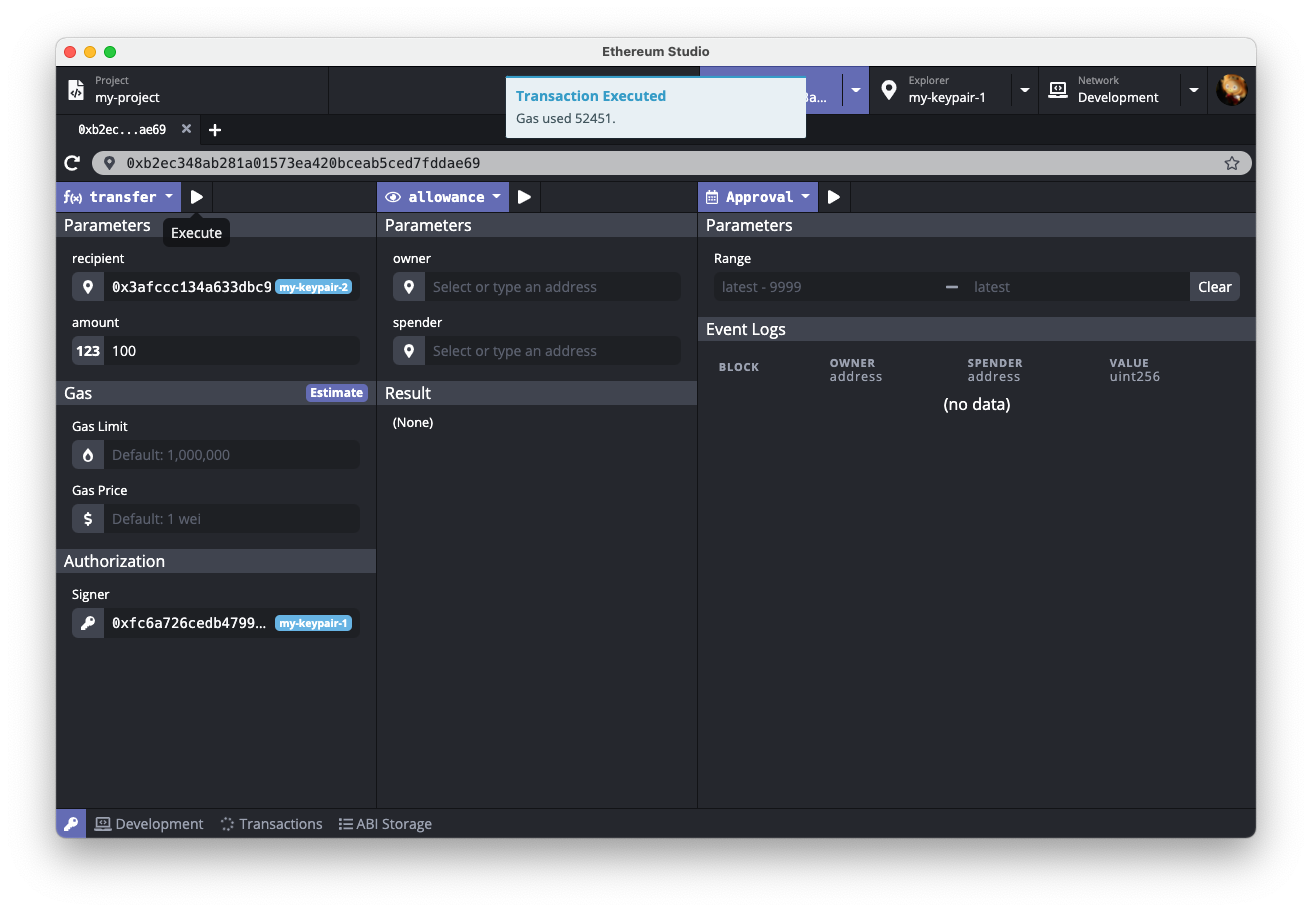 Ethereum Studio
Project
my-project
Transaction Executed
Gas used 52451.
Explorer
my-keypair-1
Network
Development
0xb2ec...ae69
0xb2ec348ab281a01573ea420bceab5ced7fddae69
f(x) transfer
allowance
Approval
Parameters
Execute
Parameters
Parameters
recipient
0x3afccc134a633dbc9 my-keypair-2
amount
123 100
Gas Estimate
Gas Limit
Default: 1,000,000
Gas Price
$ Default: 1 wei
Authorization
Signer
0xfc6a726cedb4799... my-keypair-1
owner
Select or type an address
spender
Select or type an address
Result
(None)
Range
latest - 9999 — latest Clear
Event Logs
BLOCK
OWNER
address
SPENDER
address
VALUE
uint256
(no data)
Development Transactions ABI Storage